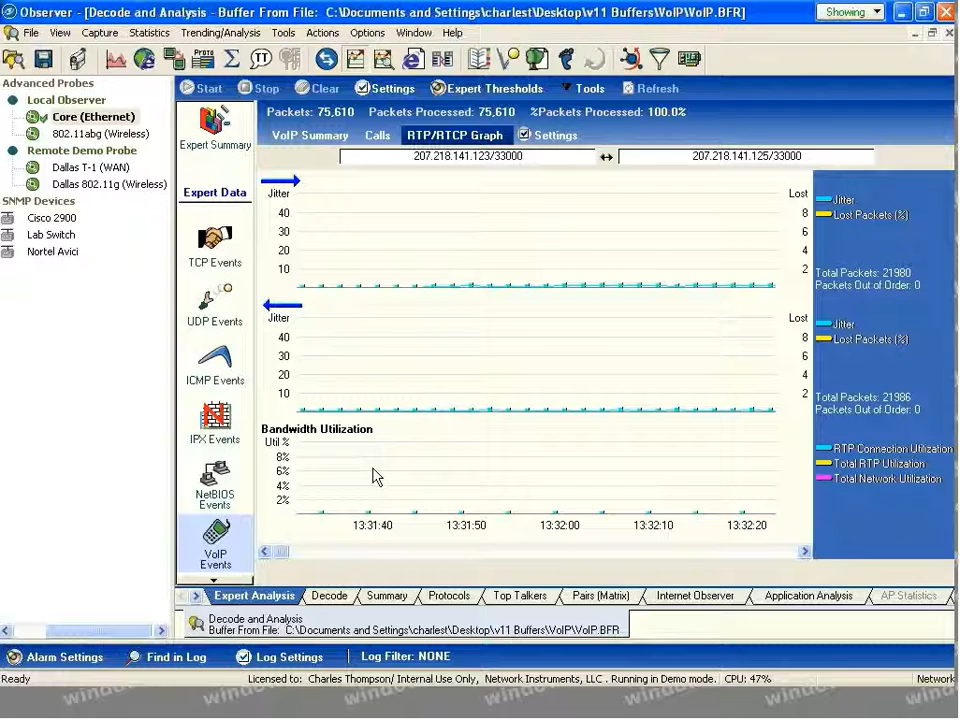 Observer - [Decode and Analysis - Buffer From File: C:\Documents and Settings\charlest\Desktop\v11 Buffers\VoIP\VoIP.BFR]
Showing
File View Capture Statistics Trending/Analysis Tools Actions Options Window Help
Advanced Probes
Local Observer
Core (Ethernet)
802.11abg (Wireless)
Remote Demo Probe
Dallas T-1 (WAN)
Dallas 802.11g (Wireless)
SNMP Devices
Cisco 2900
Lab Switch
Nortel Avici
Start Stop Clear Settings Expert Thresholds Tools Refresh
Expert Summary
Expert Data
TCP Events
UDP Events
ICMP Events
IPX Events
NetBIOS
Events
VoIP
Events
Packets: 75,610 Packets Processed: 75,610 %Packets Processed: 100.0%
VoIP Summary Calls RTP/RTCP Graph Settings
207.218.141.123/33000 207.218.141.125/33000
Jitter Lost
40 8
30 6
20 4
10 2
Jitter
Lost Packets (%)
Total Packets: 21980
Packets Out of Order: 0
Jitter Lost
40 8
30 6
20 4
10 2
Jitter
Lost Packets (%)
Total Packets: 21986
Packets Out of Order: 0
Bandwidth Utilization
Util %
8%
6%
4%
2%
13:31:40 13:31:50 13:32:00 13:32:10 13:32:20
RTP Connection Utilization
Total RTP Utilization
Total Network Utilization
Expert Analysis Decode Summary Protocols Top Talkers Pairs (Matrix) Internet Observer Application Analysis AP Statistics
Decode and Analysis
Buffer From File: C:\Documents and Settings\charlest\Desktop\v11 Buffers\VoIP\VoIP.BFR
Alarm Settings Find in Log Log Settings Log Filter: NONE
Ready Licensed to: Charles Thompson/ Internal Use Only, Network Instruments, LLC . Running in Demo mode. CPU: 47% Network